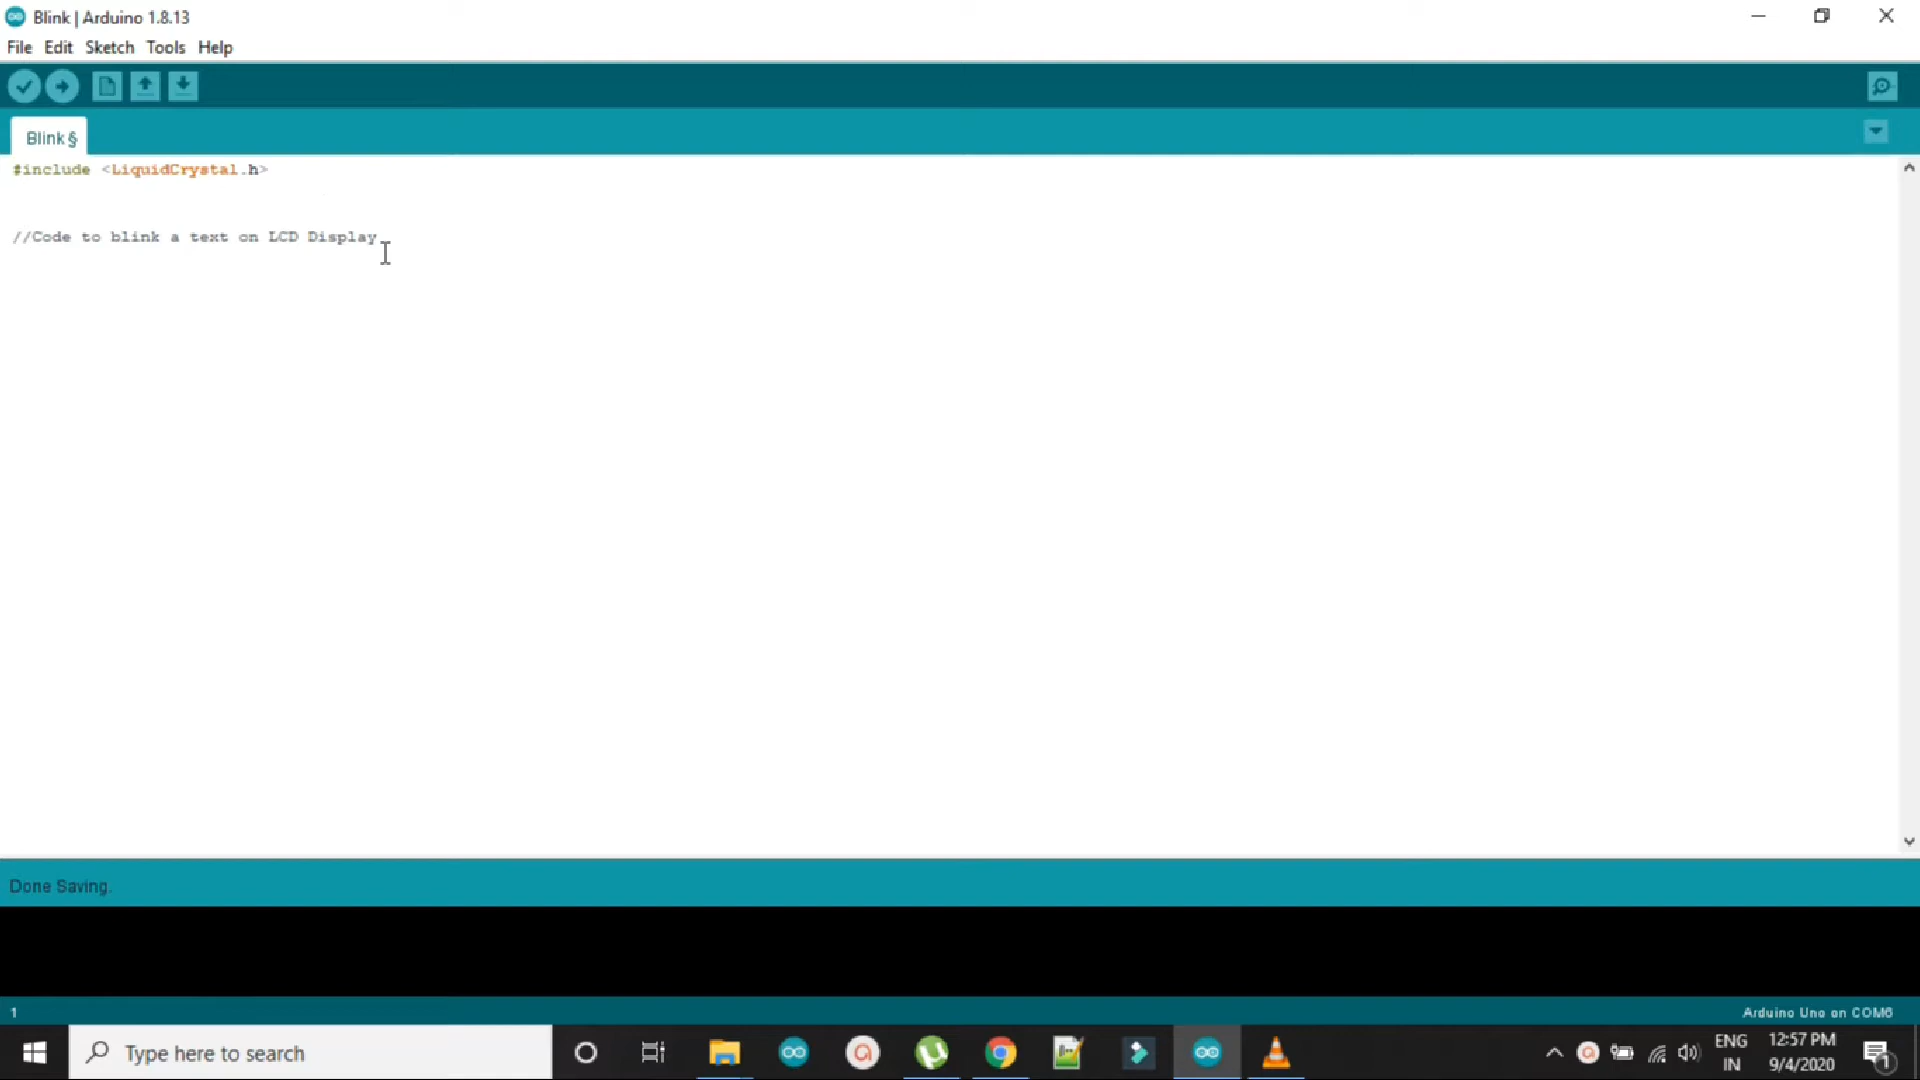 Blink | Arduino 1.8.13
File Edit Sketch Tools Help
Blink§
#include <LiquidCrystal.h>
//Code to blink a text on LCD Display
Done Saving.
1
Arduino Uno on COM6
Type here to search
ENG
IN
12:57 PM
9/4/2020
1